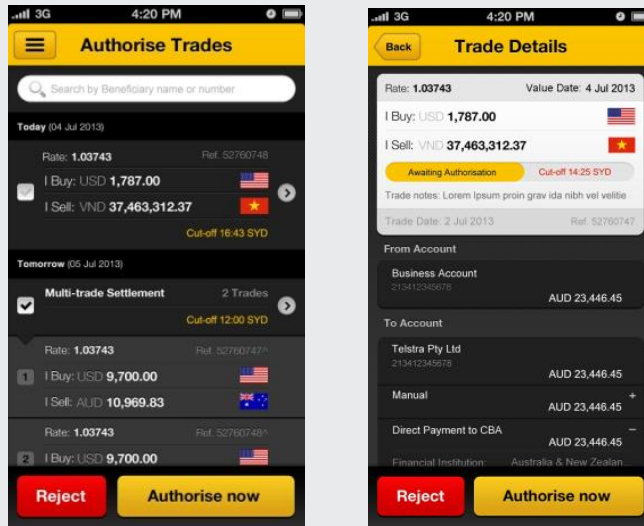 3G 4:20 PM
Authorise Trades
Search by Beneficiary name or number
Today (04 Jul 2013)
Rate: 1.03743 Ref. 52760748
I Buy: USD 1,787.00
I Sell: VND 37,463,312.37
Cut-off 16:43 SYD
Tomorrow (05 Jul 2013)
Multi-trade Settlement 2 Trades
Cut-off 12:00 SYD
Rate: 1.03743 Ref. 52760747^
1 I Buy: USD 9,700.00
I Sell: AUD 10,969.83
Rate: 1.03743 Ref. 52760748^
2 I Buy: USD 9,700.00
Reject Authorise now
3G 4:20 PM
Back Trade Details
Rate: 1.03743 Value Date: 4 Jul 2013
I Buy: USD 1,787.00
I Sell: VND 37,463,312.37
Awaiting Authorisation Cut-off 14:25 SYD
Trade notes: Lorem Ipsum proin grav ida nibh vel velitie
Trade Date: 2 Jul 2013 Ref. 52760747
From Account
Business Account
213412345678
AUD 23,446.45
To Account
Telstra Pty Ltd
213412345678
AUD 23,446.45
Manual +
AUD 23,446.45
Direct Payment to CBA −
AUD 23,446.45
Financial Institution: Australia & New Zealan...
Reject Authorise now